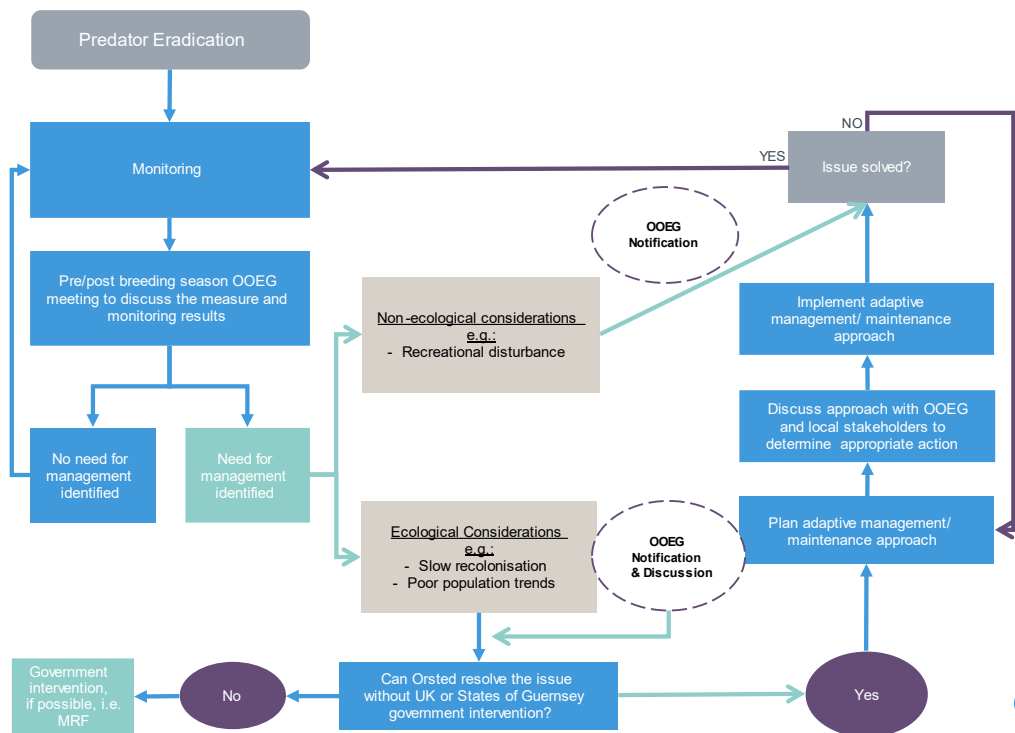 Predator Eradication
NO
YES
Issue solved?
Monitoring
OOEG
Notification
Pre/post breeding season OOEG
meeting to discuss the measure and
monitoring results
Non-ecological considerations
e.g.:
- Recreational disturbance
Implement adaptive
management/ maintenance
approach
Discuss approach with OOEG
and local stakeholders to
determine appropriate action
No need for
management
identified
Need for
management
identified
Ecological Considerations
e.g.:
- Slow recolonisation
- Poor population trends
OOEG
Notification
& Discussion
Plan adaptive management/
maintenance approach
Government
intervention,
if possible, i.e.
MRF
No
Can Orsted resolve the issue
without UK or States of Guernsey
government intervention?
Yes